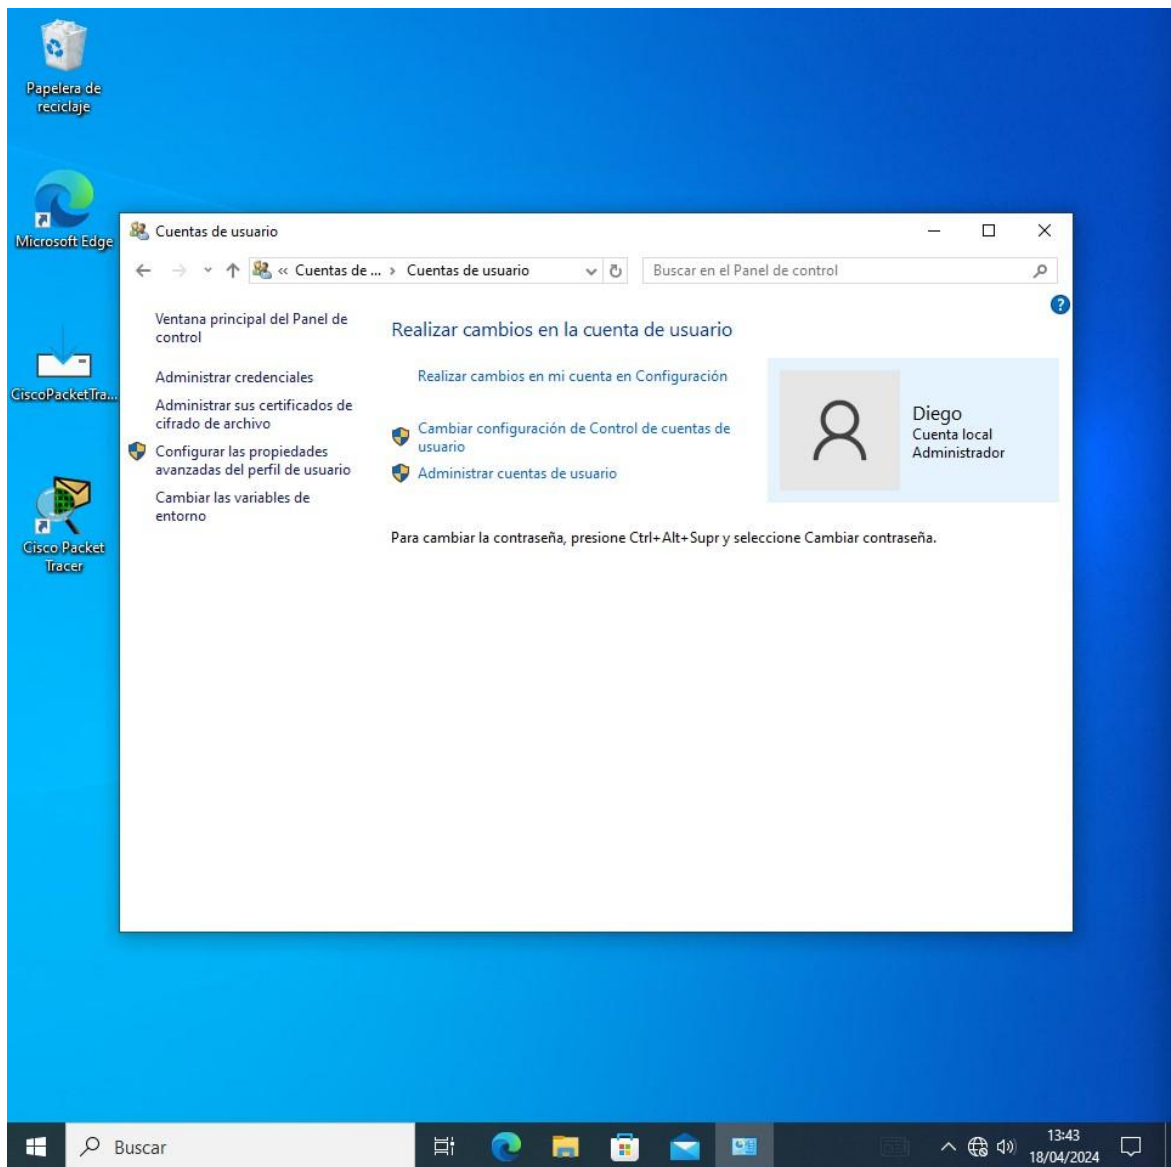 Papelera de
reciclaje
Microsoft Edge
CiscoPacketTra...
Cisco Packet
Tracer
Cuentas de usuario
« Cuentas de ... › Cuentas de usuario
Buscar en el Panel de control
Ventana principal del Panel de
control
Administrar credenciales
Administrar sus certificados de
cifrado de archivo
Configurar las propiedades
avanzadas del perfil de usuario
Cambiar las variables de
entorno
Realizar cambios en la cuenta de usuario
Realizar cambios en mi cuenta en Configuración
Cambiar configuración de Control de cuentas de
usuario
Administrar cuentas de usuario
Diego
Cuenta local
Administrador
Para cambiar la contraseña, presione Ctrl+Alt+Supr y seleccione Cambiar contraseña.
Buscar
13:43
18/04/2024